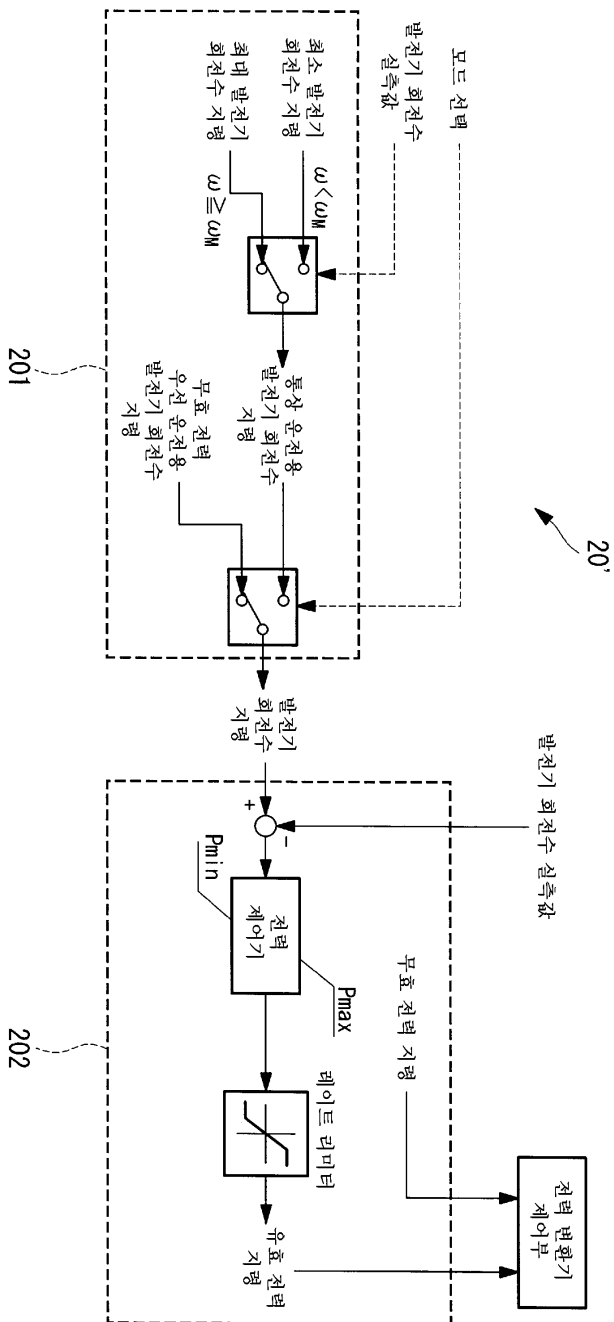 20'
모드 선택
발전기 회전수
실측값
최소 발전기
회전수 지령
최대 발전기
회전수 지령
ω<ωM
ω≧ωM
통상 운전용
발전기 회전수
지령
무효 전력
우선 운전용
발전기 회전수
지령
201
발전기
회전수
지령
발전기 회전수 실측값
+
-
전력
제어기
Pmax
Pmin
레이트 리미터
유효 전력
지령
무효 전력 지령
전력 변환기
제어부
202